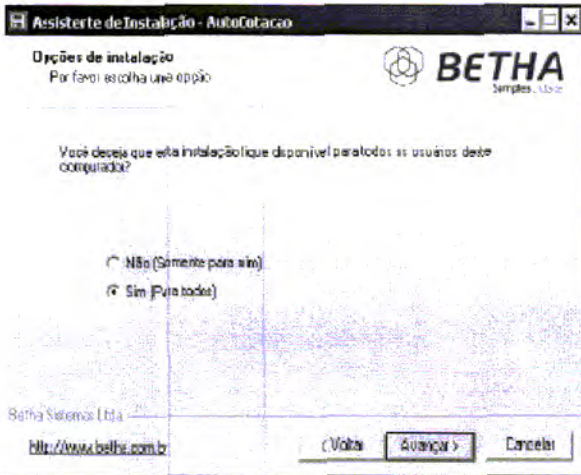 Assistente de Instalação - AutoCotacao
Opções de instalação
Por favor escolha uma opção
BETHA
Simples.
Você deseja que esta instalação fique disponível para todos os usuários deste
computador?
Não (Somente para mim)
Sim (Para todos)
Betha Sistemas Ltda
http://www.betha.com.br
< Voltar
Avançar >
Cancelar